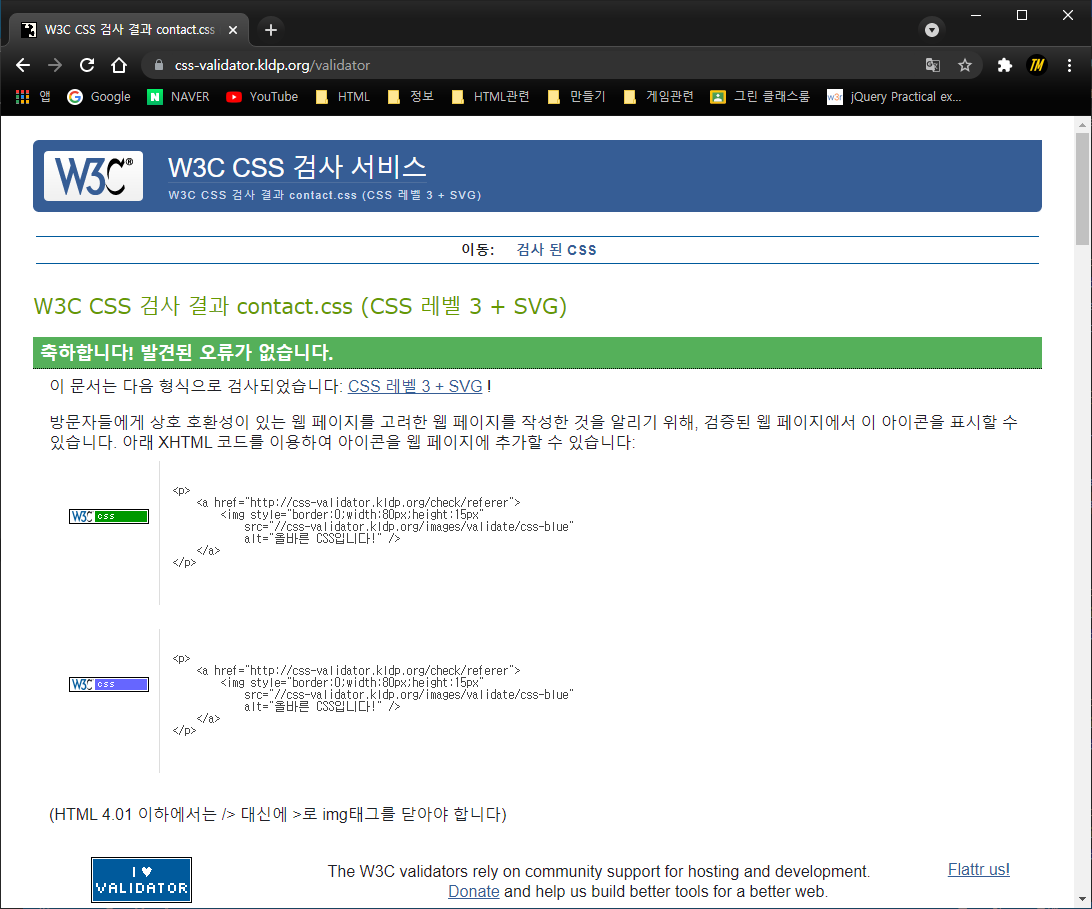 W3C CSS 검사 결과 contact.css
css-validator.kldp.org/validator
TM
앱 Google NAVER YouTube HTML 정보 HTML관련 만들기 게임관련 그린 클래스룸 jQuery Practical ex...
W3C® W3C CSS 검사 서비스
W3C CSS 검사 결과 contact.css (CSS 레벨 3 + SVG)
이동: 검사 된 CSS
W3C CSS 검사 결과 contact.css (CSS 레벨 3 + SVG)
축하합니다! 발견된 오류가 없습니다.
이 문서는 다음 형식으로 검사되었습니다: CSS 레벨 3 + SVG !
방문자들에게 상호 호환성이 있는 웹 페이지를 고려한 웹 페이지를 작성한 것을 알리기 위해, 검증된 웹 페이지에서 이 아이콘을 표시할 수
있습니다. 아래 XHTML 코드를 이용하여 아이콘을 웹 페이지에 추가할 수 있습니다:
W3C css
<p>
<a href="http://css-validator.kldp.org/check/referer">
<img style="border:0;width:80px;height:15px"
src="//css-validator.kldp.org/images/validate/css-blue"
alt="올바른 CSS입니다!" />
</a>
</p>
W3C css
<p>
<a href="http://css-validator.kldp.org/check/referer">
<img style="border:0;width:80px;height:15px"
src="//css-validator.kldp.org/images/validate/css-blue"
alt="올바른 CSS입니다!" />
</a>
</p>
(HTML 4.01 이하에서는 /> 대신에 >로 img태그를 닫아야 합니다)
I ♥
VALIDATOR
The W3C validators rely on community support for hosting and development.
Donate and help us build better tools for a better web.
Flattr us!